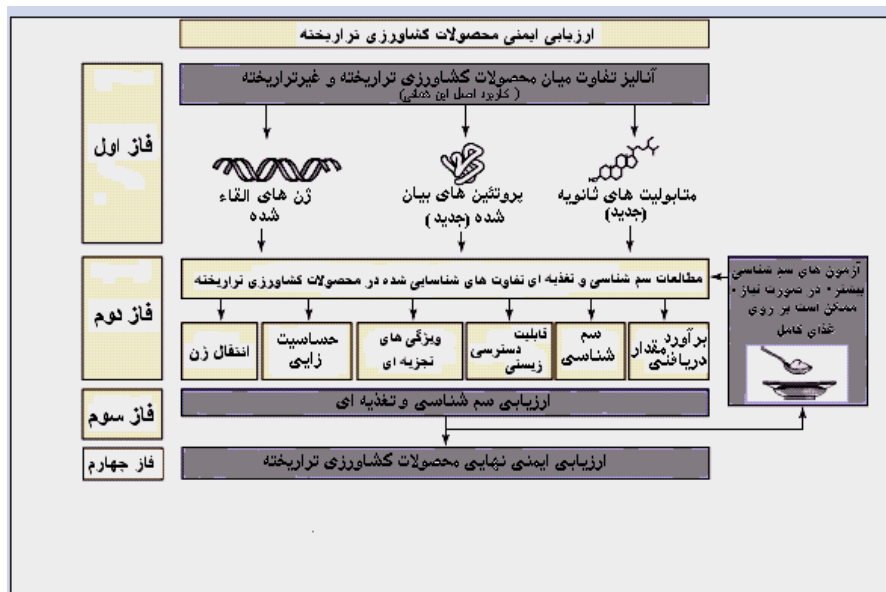 ارزیابی ایمنی محصولات کشاورزی تراریخته
فاز اول
آنالیز تفاوت میان محصولات کشاورزی تراریخته و غیرتراریخته
(کاربرد اصل این همانی)
متابولیت های ثانویه
(جدید)
پروتئین های بیان
شده (جدید)
ژن های القاء
شده
فاز دوم
مطالعات سم شناسی و تغذیه ای تفاوت های شناسایی شده در محصولات کشاورزی تراریخته
آزمون های سم شناسی
بیشتر، در صورت نیاز،
ممکن است بر روی
غذای کامل
برآورد
مقدار
دریافتی
سم
شناسی
قابلیت
دسترسی
زیستی
ویژگی های
تجزیه ای
حساسیت
زایی
انتقال ژن
فاز سوم
ارزیابی سم شناسی و تغذیه ای
فاز چهارم
ارزیابی ایمنی نهایی محصولات کشاورزی تراریخته